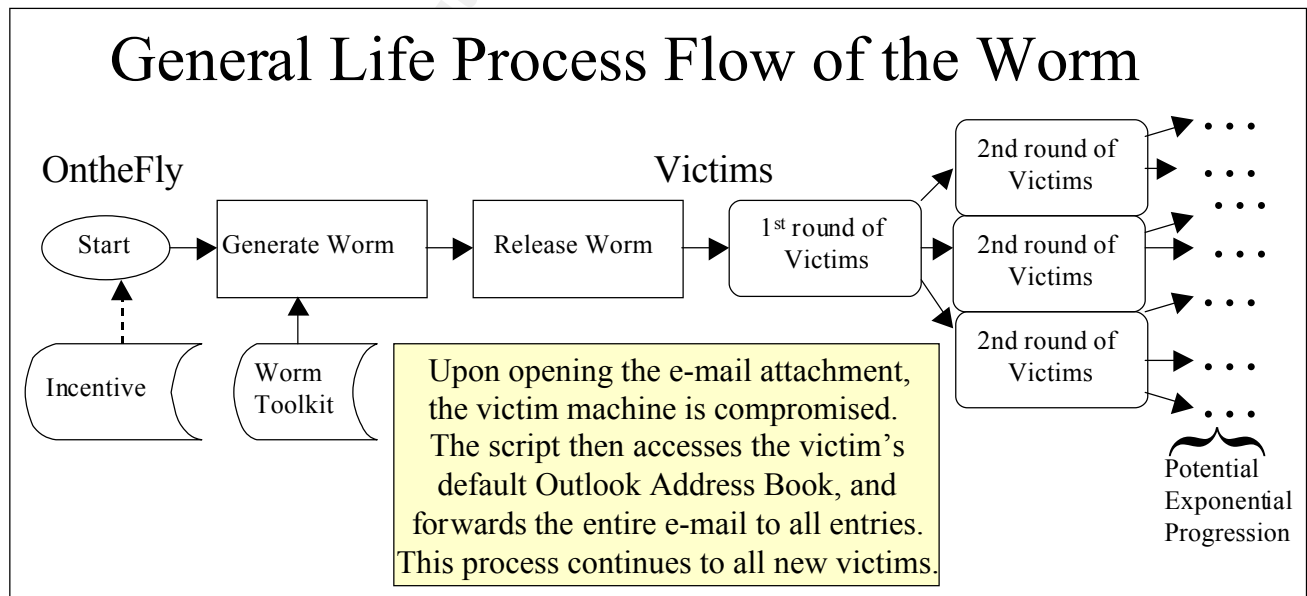 General Life Process Flow of the Worm
OntheFly
Victims
Start
Generate Worm
Release Worm
1st round of
Victims
2nd round of
Victims
2nd round of
Victims
2nd round of
Victims
• • •
• • •
• • •
• • •
• • •
• • •
• • •
Incentive
Worm
Toolkit
Upon opening the e-mail attachment,
the victim machine is compromised.
The script then accesses the victim's
default Outlook Address Book, and
forwards the entire e-mail to all entries.
This process continues to all new victims.
Potential
Exponential
Progression